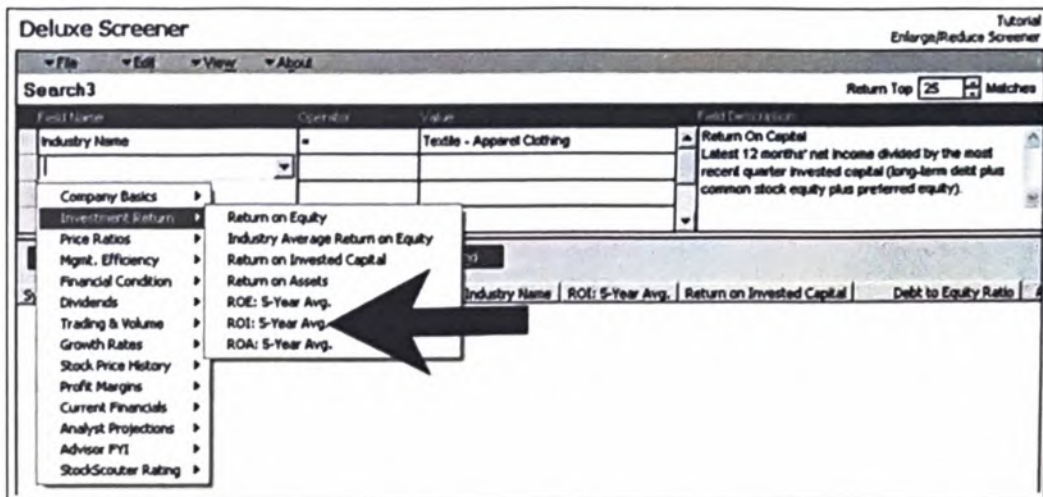 Deluxe Screener
Tutorial
Enlarge/Reduce Screener
File Edit View About
Search3
Return Top 25 Matches
Field Name Operator Value Field Description
Industry Name = Textile - Apparel Clothing
Return On Capital
Latest 12 months' net income divided by the most
recent quarter invested capital (long-term debt plus
common stock equity plus preferred equity).
Company Basics
Investment Return
Price Ratios
Mgmt. Efficiency
Financial Condition
Dividends
Trading & Volume
Growth Rates
Stock Price History
Profit Margins
Current Financials
Analyst Projections
Advisor FYI
StockScouter Rating
Return on Equity
Industry Average Return on Equity
Return on Invested Capital
Return on Assets
ROE: 5-Year Avg.
ROI: 5-Year Avg.
ROA: 5-Year Avg.
Industry Name ROI: 5-Year Avg. Return on Invested Capital Debt to Equity Ratio